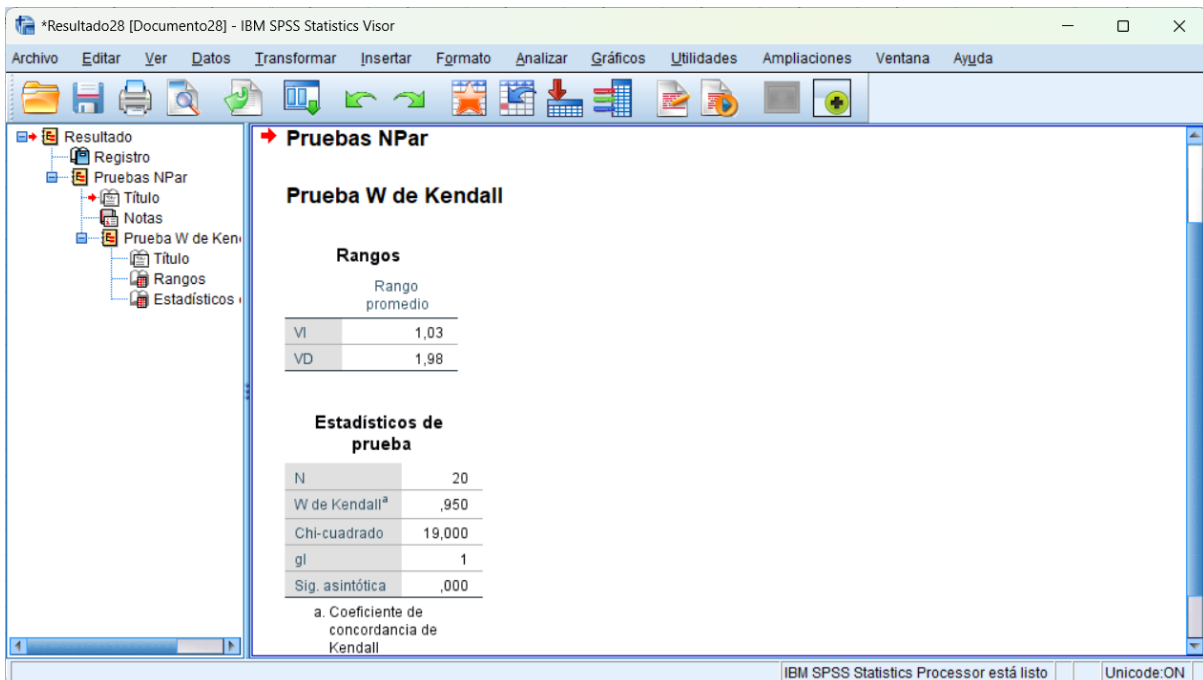 *Resultado28 [Documento28] - IBM SPSS Statistics Visor
Archivo Editar Ver Datos Transformar Insertar Formato Analizar Gráficos Utilidades Ampliaciones Ventana Ayuda
Resultado
Registro
Pruebas NPar
Título
Notas
Prueba W de Ken
Título
Rangos
Estadísticos
Pruebas NPar
Prueba W de Kendall
Rangos
Rango
promedio
VI 1,03
VD 1,98
Estadísticos de
prueba
N 20
W de Kendallᵃ ,950
Chi-cuadrado 19,000
gl 1
Sig. asintótica ,000
a. Coeficiente de
concordancia de
Kendall
IBM SPSS Statistics Processor está listo Unicode:ON